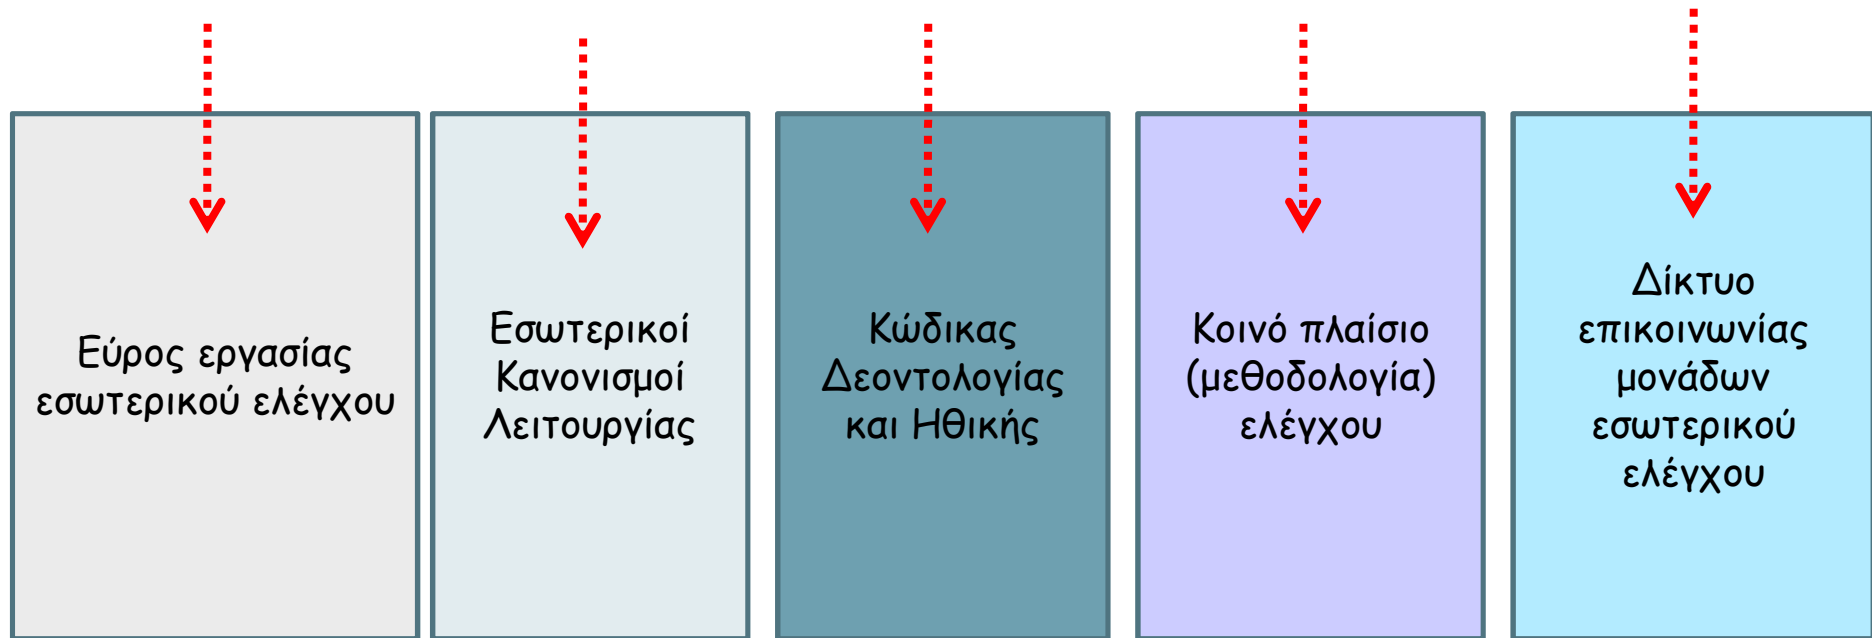 Εύρος εργασίας
εσωτερικού ελέγχου
Εσωτερικοί
Κανονισμοί
Λειτουργίας
Κώδικας
Δεοντολογίας
και Ηθικής
Κοινό πλαίσιο
(μεθοδολογία)
ελέγχου
Δίκτυο
επικοινωνίας
μονάδων
εσωτερικού
ελέγχου